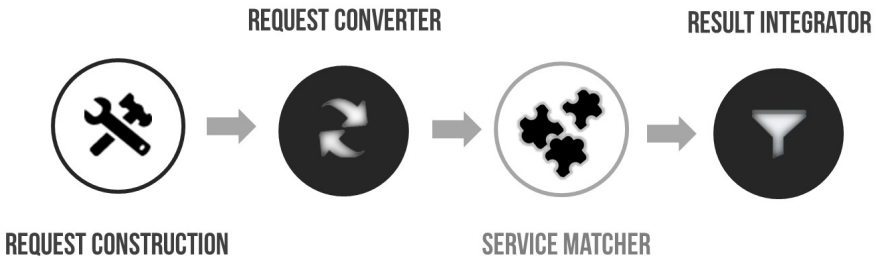 REQUEST CONVERTER
RESULT INTEGRATOR
REQUEST CONSTRUCTION
SERVICE MATCHER